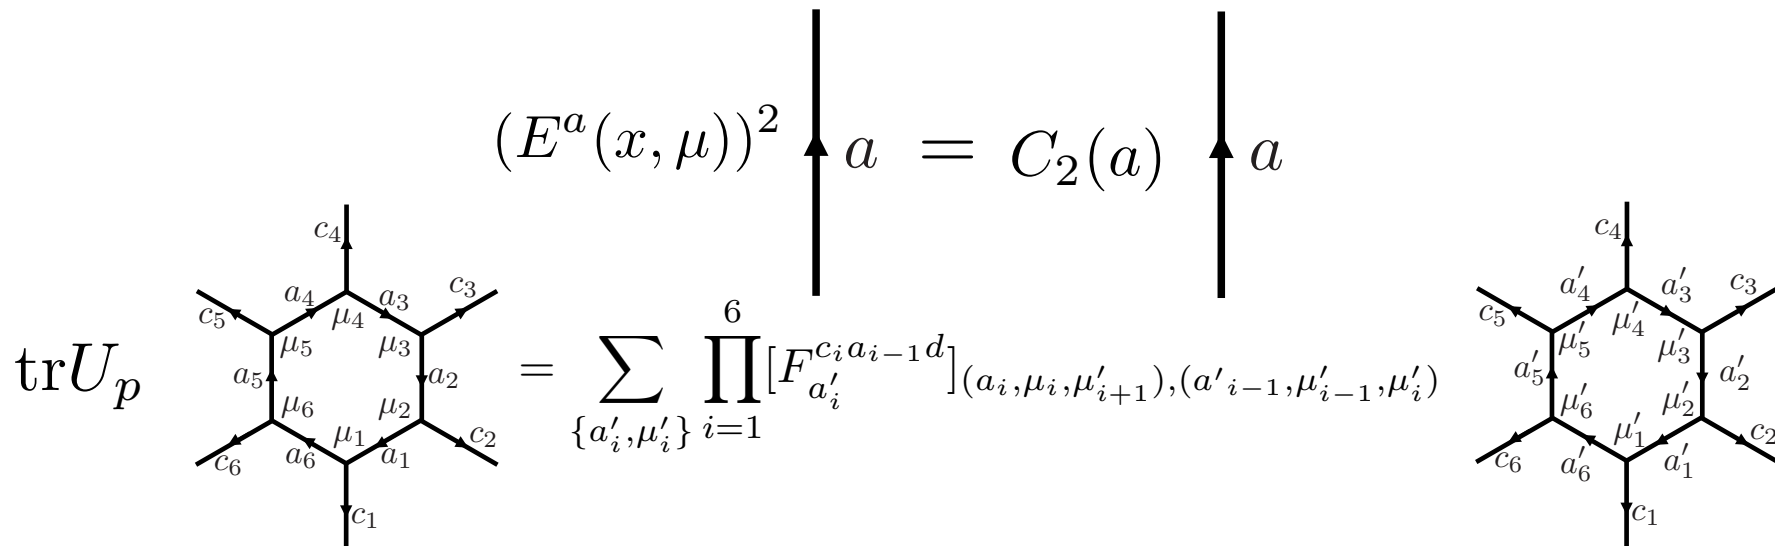 (E^a(x, μ))^2 a = C_2(a) a
trU_p = \sum_{\{a'_i, μ'_i\}} \prod_{i=1}^{6} [F^{c_i a_{i-1} d}_{a'_i}]_{(a_i, μ_i, μ'_{i+1}), (a'_{i-1}, μ'_{i-1}, μ'_i)}
c_4
a_4 a_3 c_3
c_5 μ_4
μ_5 μ_3
a_5 a_2
μ_6 μ_2
μ_1 c_2
c_6 a_6 a_1
c_1
c_4
a'_4 a'_3 c_3
c_5 μ'_4
μ'_5 μ'_3
a'_5 a'_2
μ'_6 μ'_2
μ'_1 c_2
c_6 a'_6 a'_1
c_1